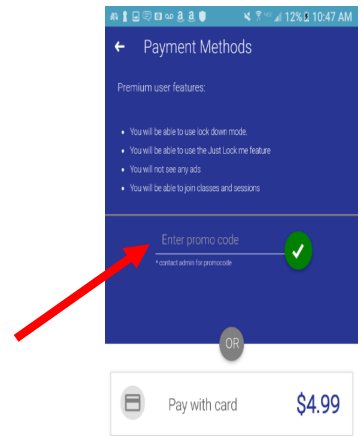 12% 10:47 AM
Payment Methods
Premium user features:
You will be able to use lock down mode.
You will be able to use the Just Lock me feature
You will not see any ads
You will be able to join classes and sessions
Enter promo code
* contact admin for promocode
OR
Pay with card $4.99